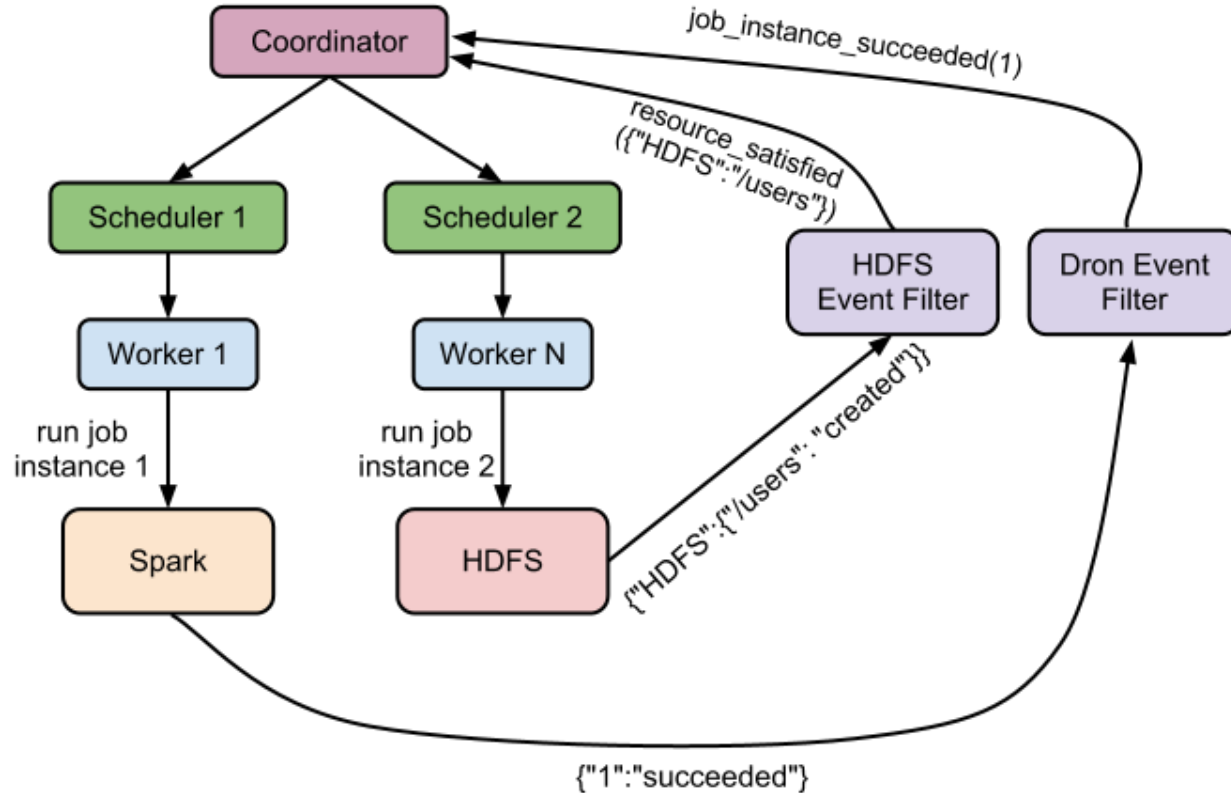 Coordinator
job_instance_succeeded(1)
resource_satisfied
({"HDFS":"/users"})
Scheduler 1
Scheduler 2
HDFS
Event Filter
Dron Event
Filter
Worker 1
Worker N
run job
instance 1
run job
instance 2
{"HDFS":{"/users": "created"}}
Spark
HDFS
{"1":"succeeded"}